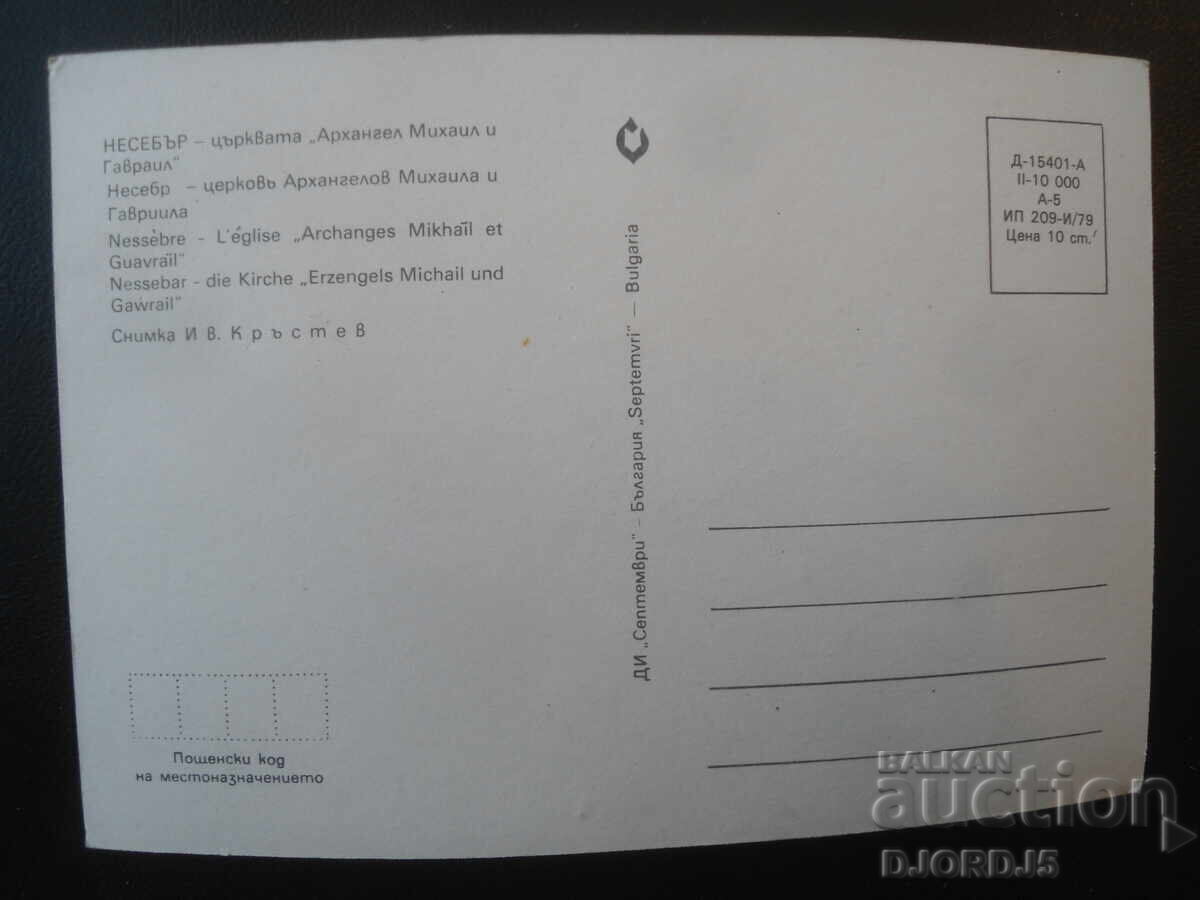 НЕСЕБЪР – църквата „Архангел Михаил и
Гавраил"
Несебр – церковь Архангелов Михаила и
Гавриила
Nessèbre - L'église „Archanges Mikhaïl et
Guavraïl"
Nessebar - die Kirche „Erzengels Michail und
Gawrail"
Снимка И в. К р ъ с т е в
Пощенски код
на местоназначението
ДИ „Септември" – България „Septemvri" – Bulgaria
Д-15401-А
II-10 000
А-5
ИП 209-И/79
Цена 10 ст.
BALKAN
auction
DJORDJ5